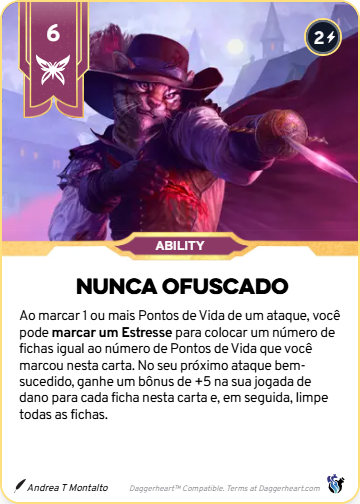 6
2
ABILITY
NUNCA OFUSCADO
Ao marcar 1 ou mais Pontos de Vida de um ataque, você
pode marcar um Estresse para colocar um número de
fichas igual ao número de Pontos de Vida que você
marcou nesta carta. No seu próximo ataque bem-
sucedido, ganhe um bônus de +5 na sua jogada de
dano para cada ficha nesta carta e, em seguida, limpe
todas as fichas.
Andrea T Montalto
Daggerheart™ Compatible. Terms at Daggerheart.com